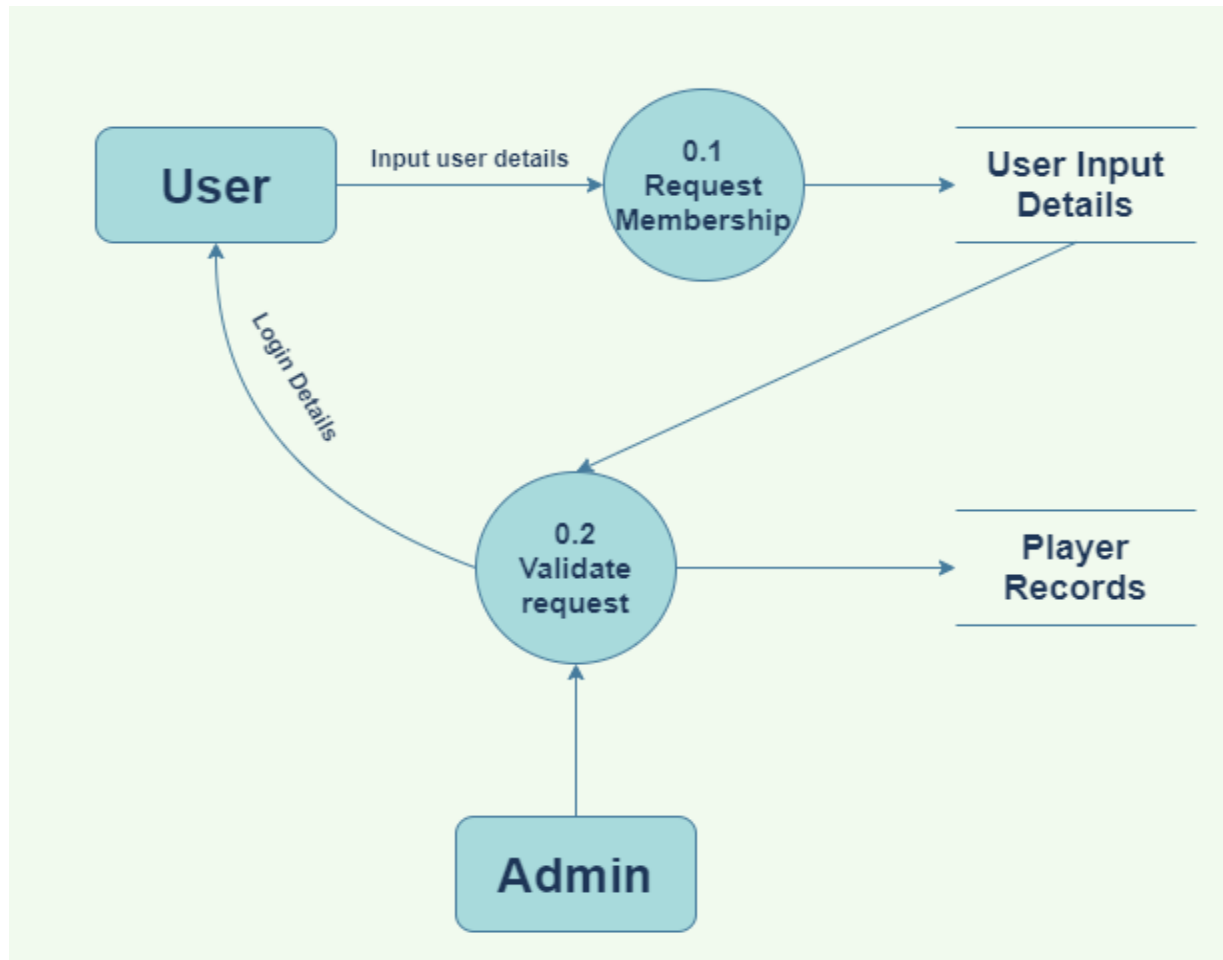 User
Input user details
0.1
Request
Membership
User Input
Details
Login Details
0.2
Validate
request
Player
Records
Admin